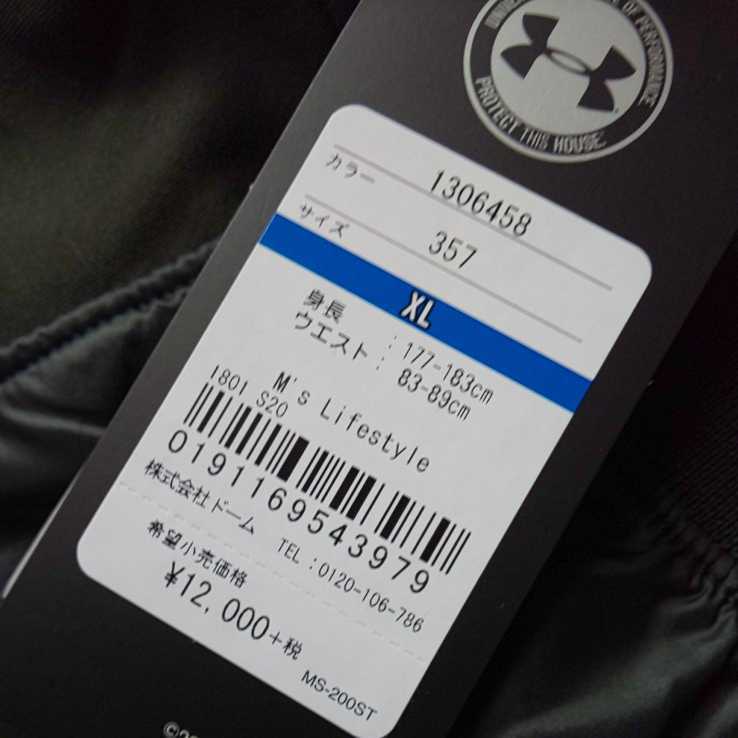 OF PERFORMANCE
PROTECT THIS HOUSE
1306458
カラー
357
サイズ
XL
身長 : 177-183cm
ウエスト : 83-89cm
M's Lifestyle
1801 S20
0191169543979
株式会社ドーム TEL:0120-106-786
希望小売価格
¥12,000+税
MS-200ST